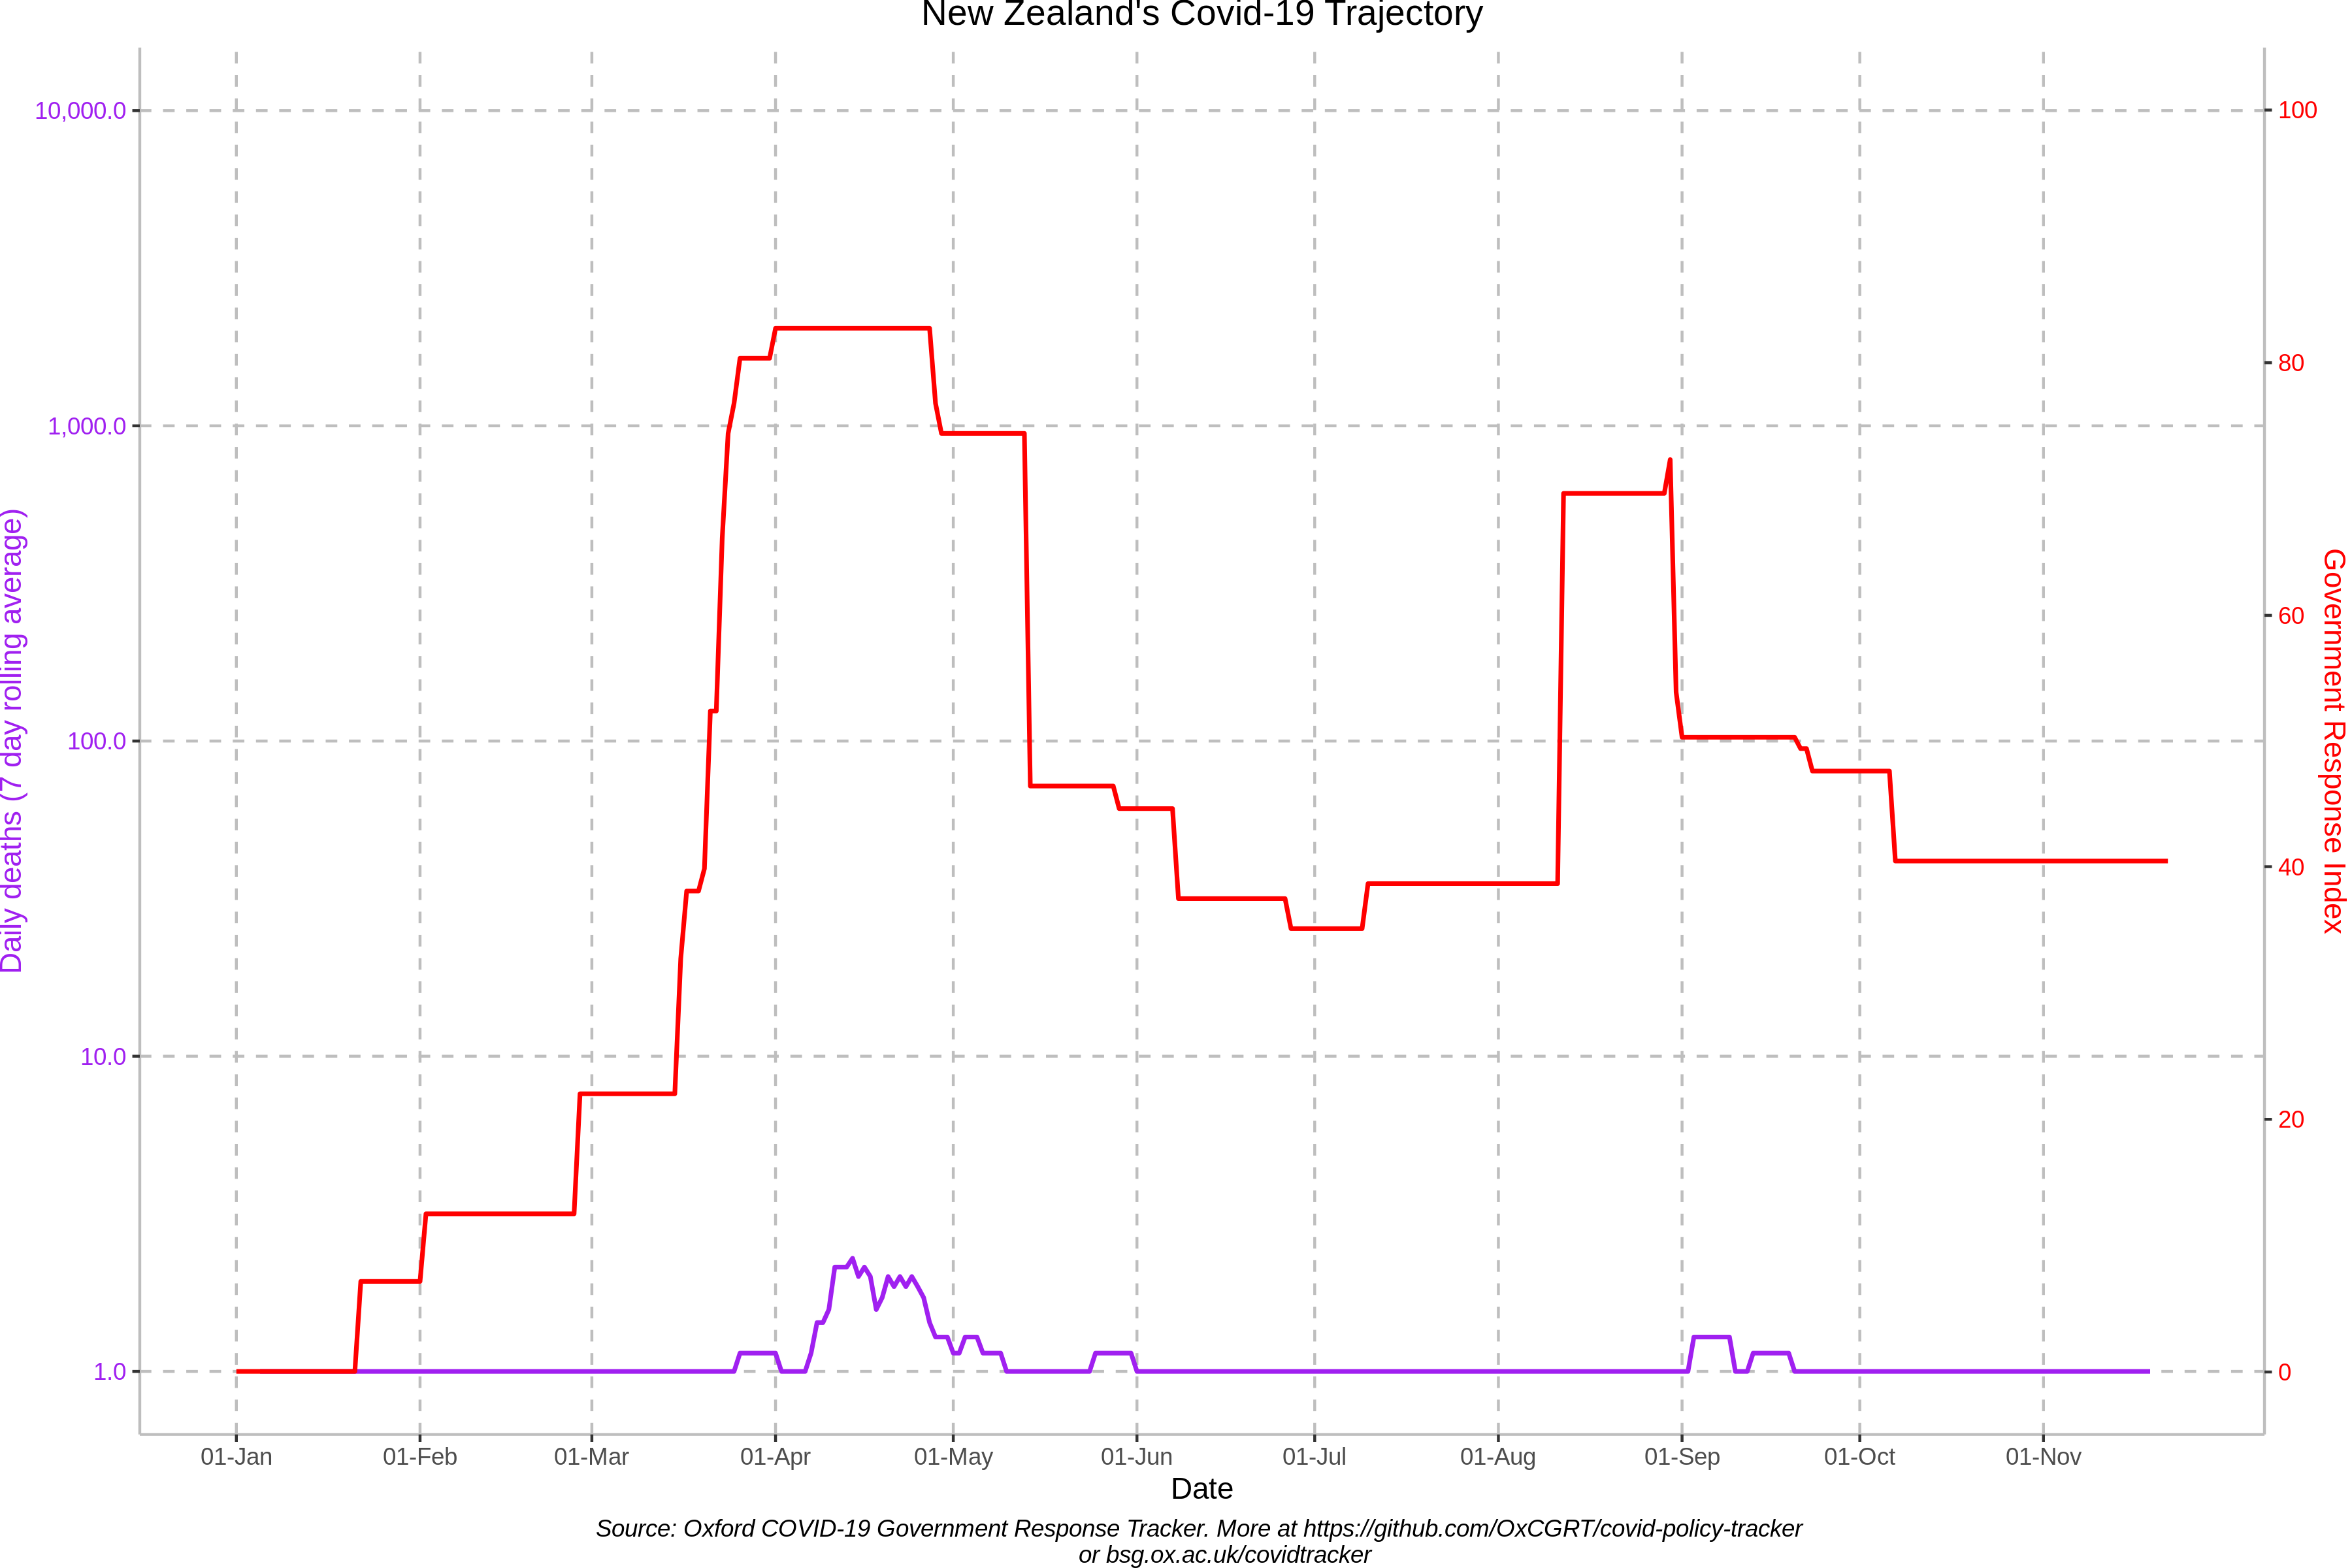 New Zealand's Covid-19 Trajectory
10,000.0
1,000.0
100.0
10.0
1.0
Daily deaths (7 day rolling average)
100
80
60
40
20
0
Government Response Index
01-Jan 01-Feb 01-Mar 01-Apr 01-May 01-Jun 01-Jul 01-Aug 01-Sep 01-Oct 01-Nov
Date
Source: Oxford COVID-19 Government Response Tracker. More at https://github.com/OxCGRT/covid-policy-tracker
or bsg.ox.ac.uk/covidtracker